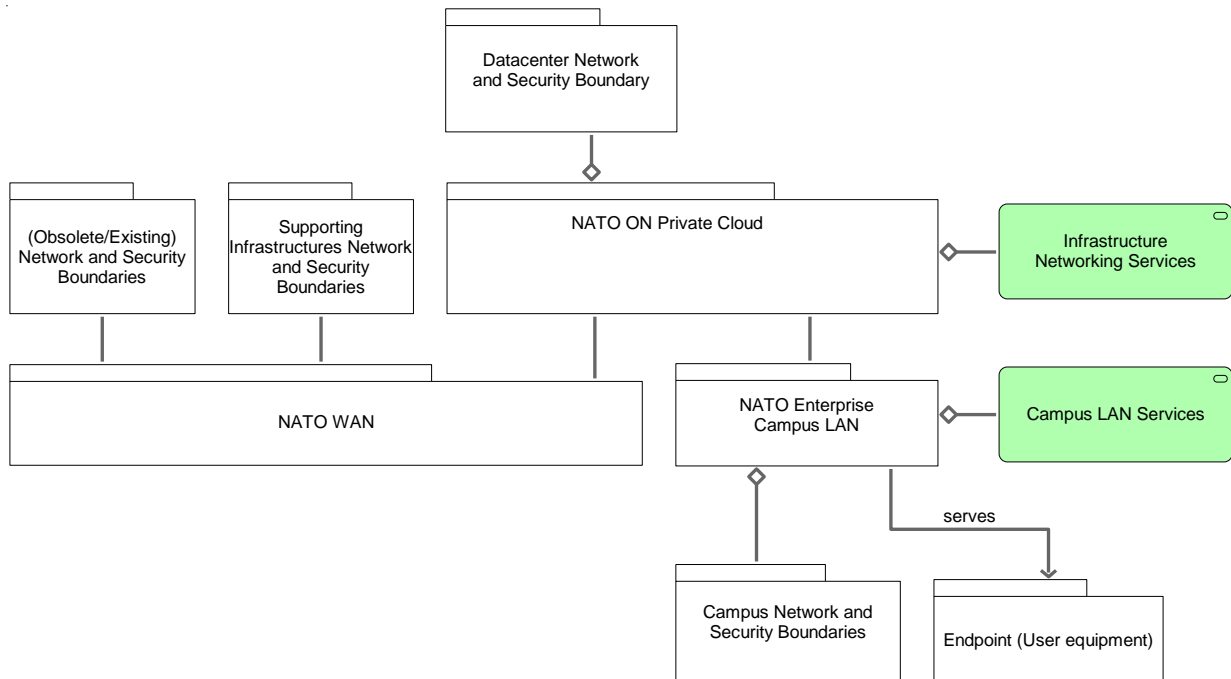 Datacenter Network
and Security Boundary
(Obsolete/Existing)
Network and Security
Boundaries
Supporting
Infrastructures Network
and Security
Boundaries
NATO ON Private Cloud
Infrastructure
Networking Services
NATO WAN
NATO Enterprise
Campus LAN
Campus LAN Services
serves
Campus Network and
Security Boundaries
Endpoint (User equipment)